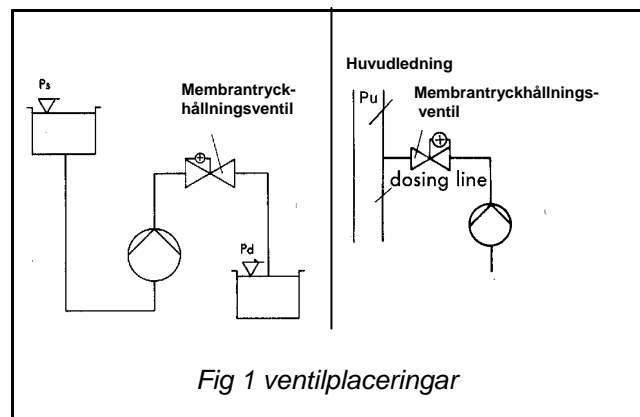 Ps
Membrantryck-
hållningsventil
Pd
Huvudledning
Pu
Membrantryckhållnings-
ventil
dosing line
Fig 1 ventilplaceringar